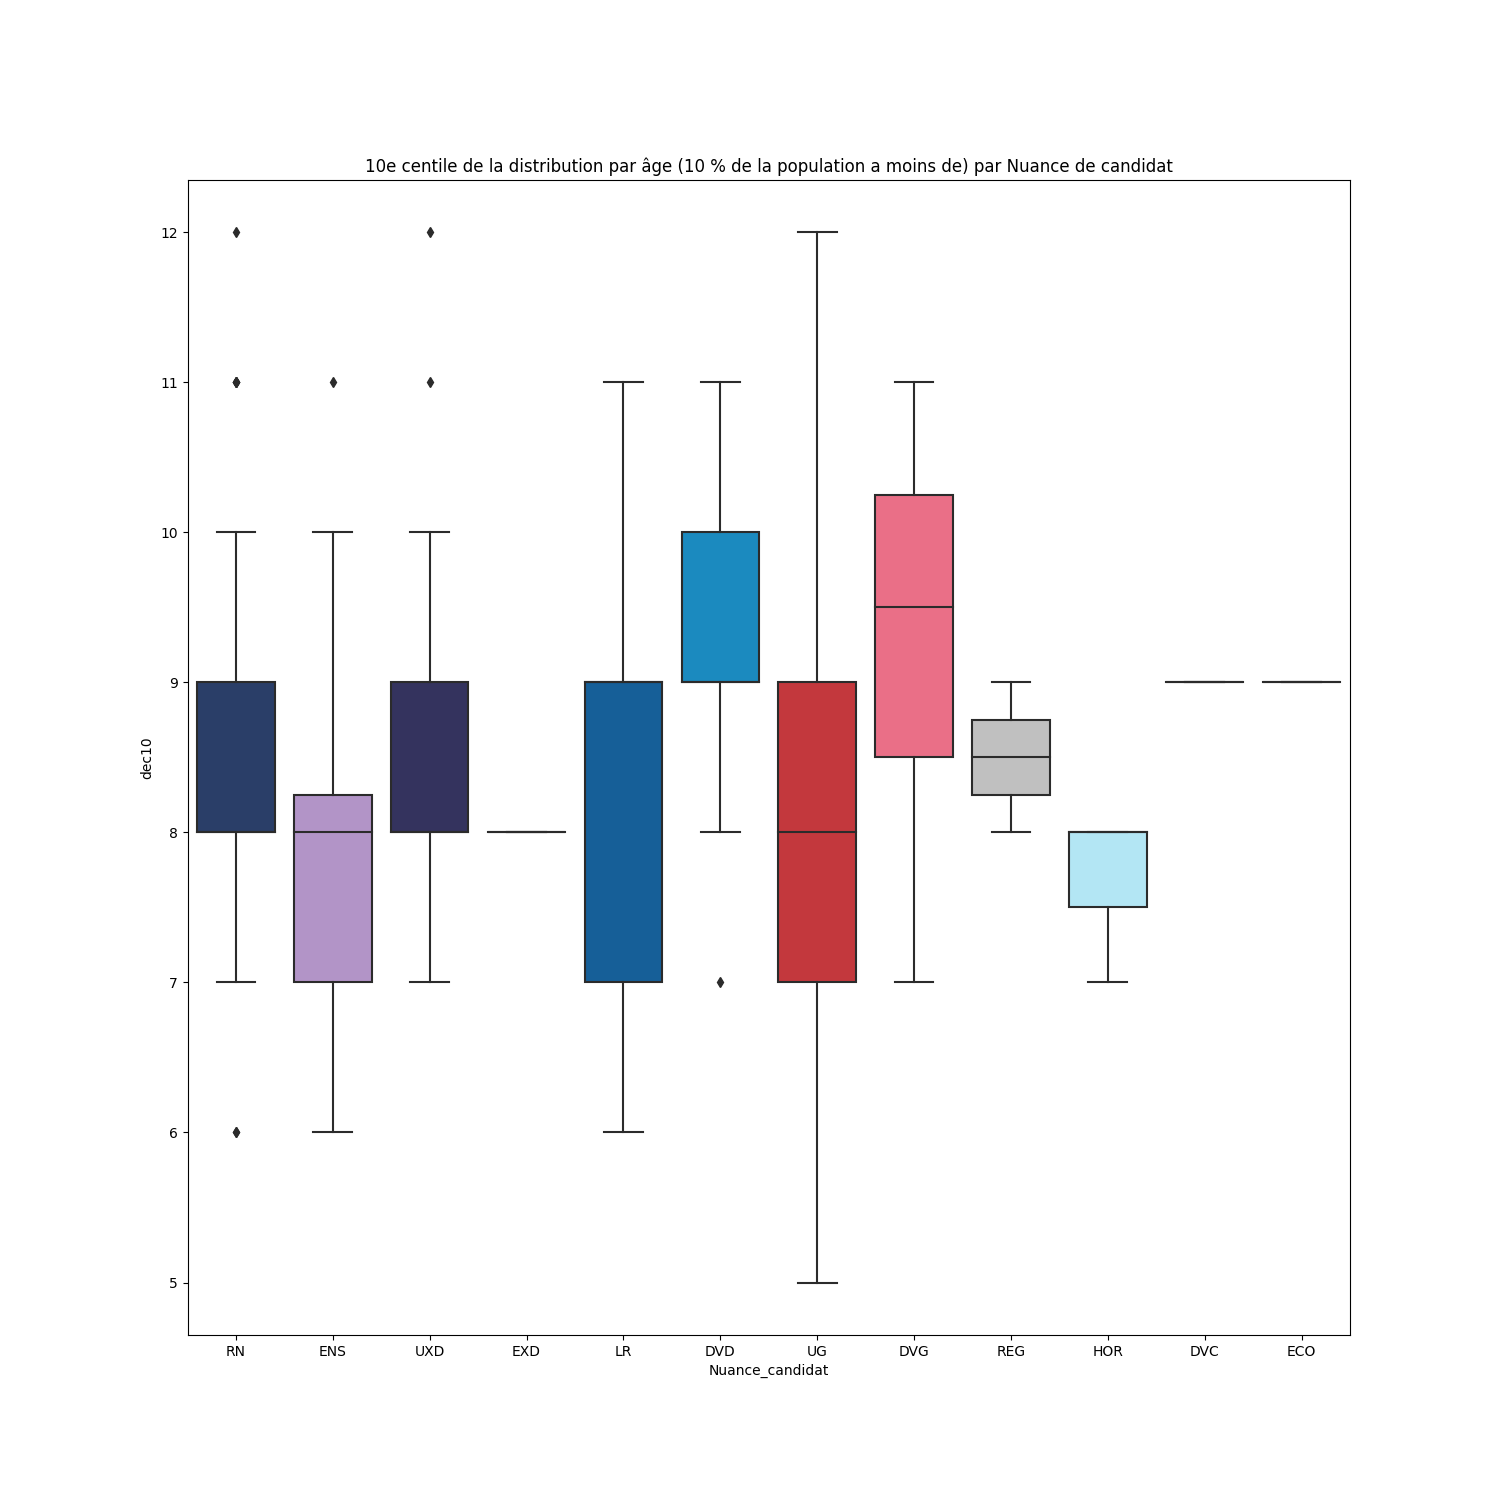 10e centile de la distribution par âge (10 % de la population a moins de) par Nuance de candidat
12
11
10
9
8
7
6
5
dec10
RN ENS UXD EXD LR DVD UG DVG REG HOR DVC ECO
Nuance_candidat